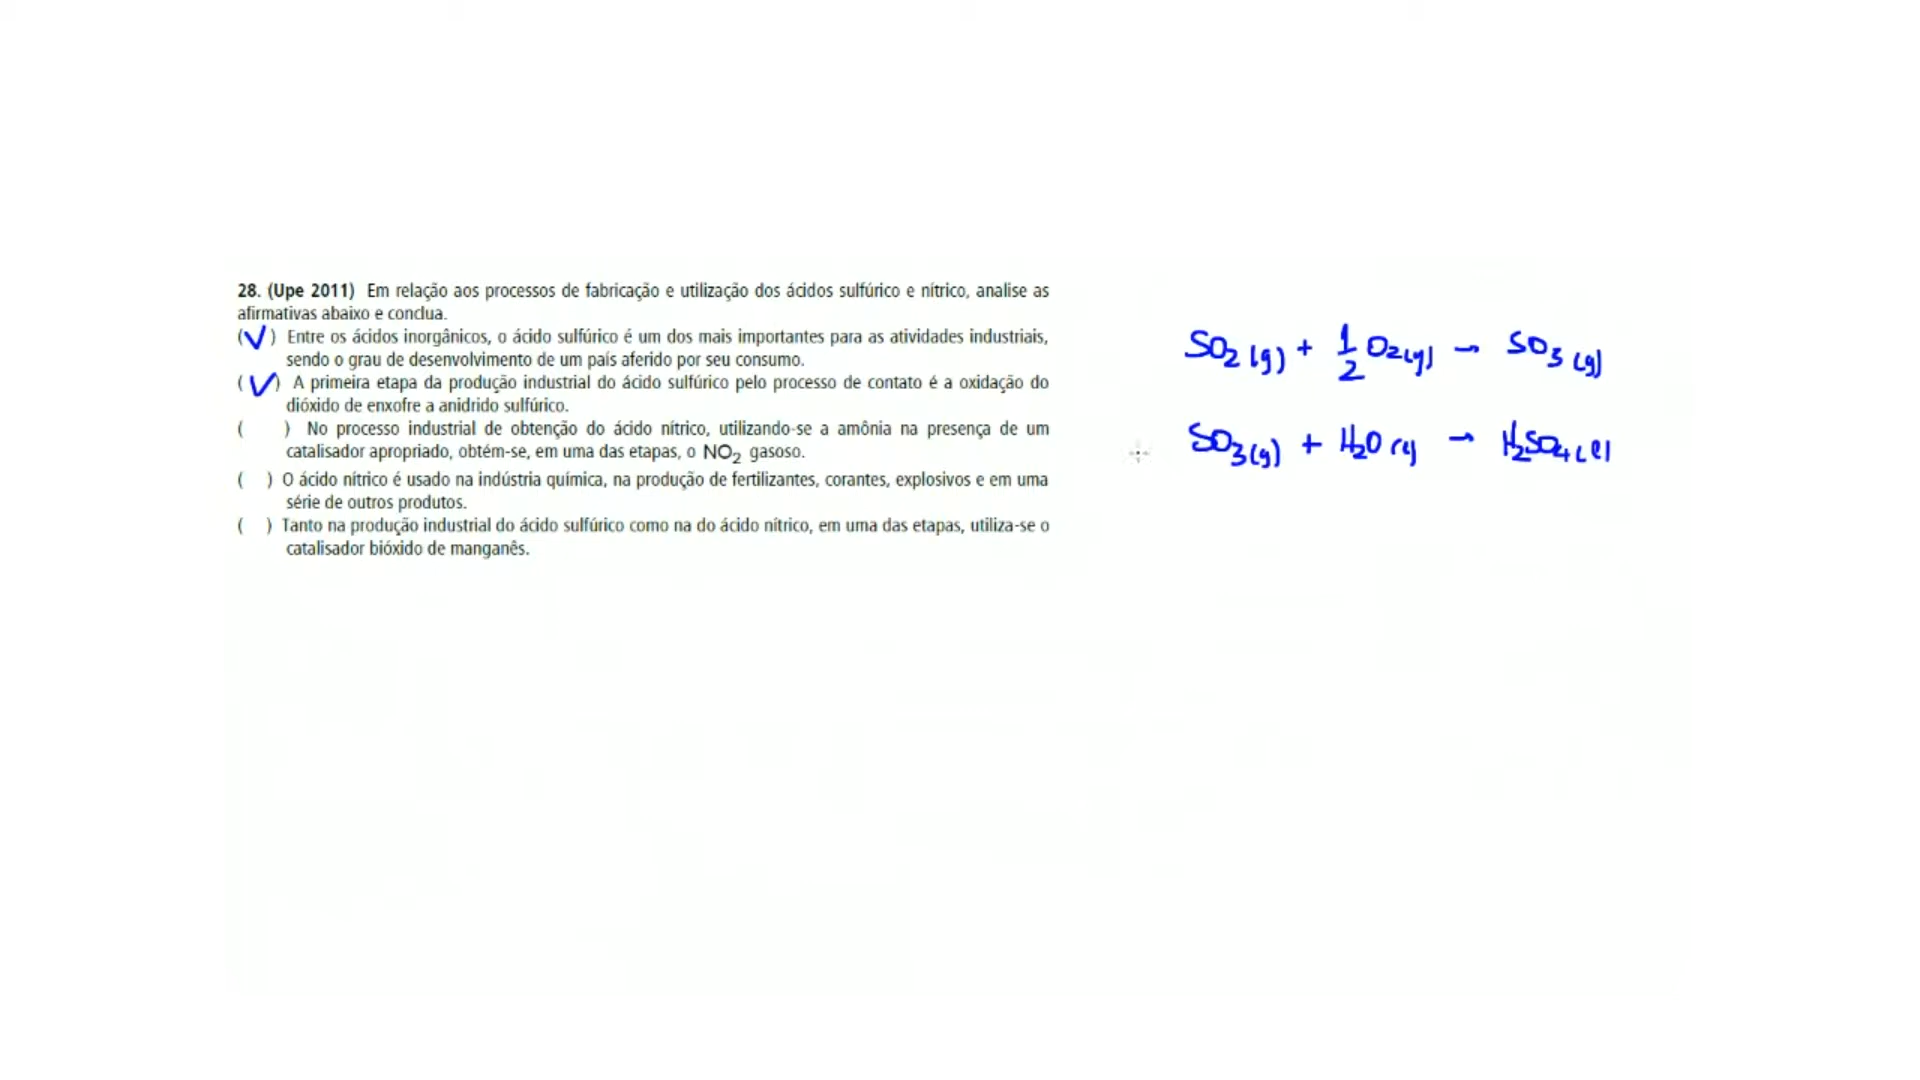 28. (Upe 2011) Em relação aos processos de fabricação e utilização dos ácidos sulfúrico e nítrico, analise as
afirmativas abaixo e conclua.
(V) Entre os ácidos inorgânicos, o ácido sulfúrico é um dos mais importantes para as atividades industriais,
sendo o grau de desenvolvimento de um país aferido por seu consumo.
(V) A primeira etapa da produção industrial do ácido sulfúrico pelo processo de contato é a oxidação do
dióxido de enxofre a anidrido sulfúrico.
( ) No processo industrial de obtenção do ácido nítrico, utilizando-se a amônia na presença de um
catalisador apropriado, obtém-se, em uma das etapas, o NO₂ gasoso.
( ) O ácido nítrico é usado na indústria química, na produção de fertilizantes, corantes, explosivos e em uma
série de outros produtos.
( ) Tanto na produção industrial do ácido sulfúrico como na do ácido nítrico, em uma das etapas, utiliza-se o
catalisador bióxido de manganês.
SO₂(g) + 1/2 O₂(g) → SO₃(g)
SO₃(g) + H₂O(g) → H₂SO₄(l)